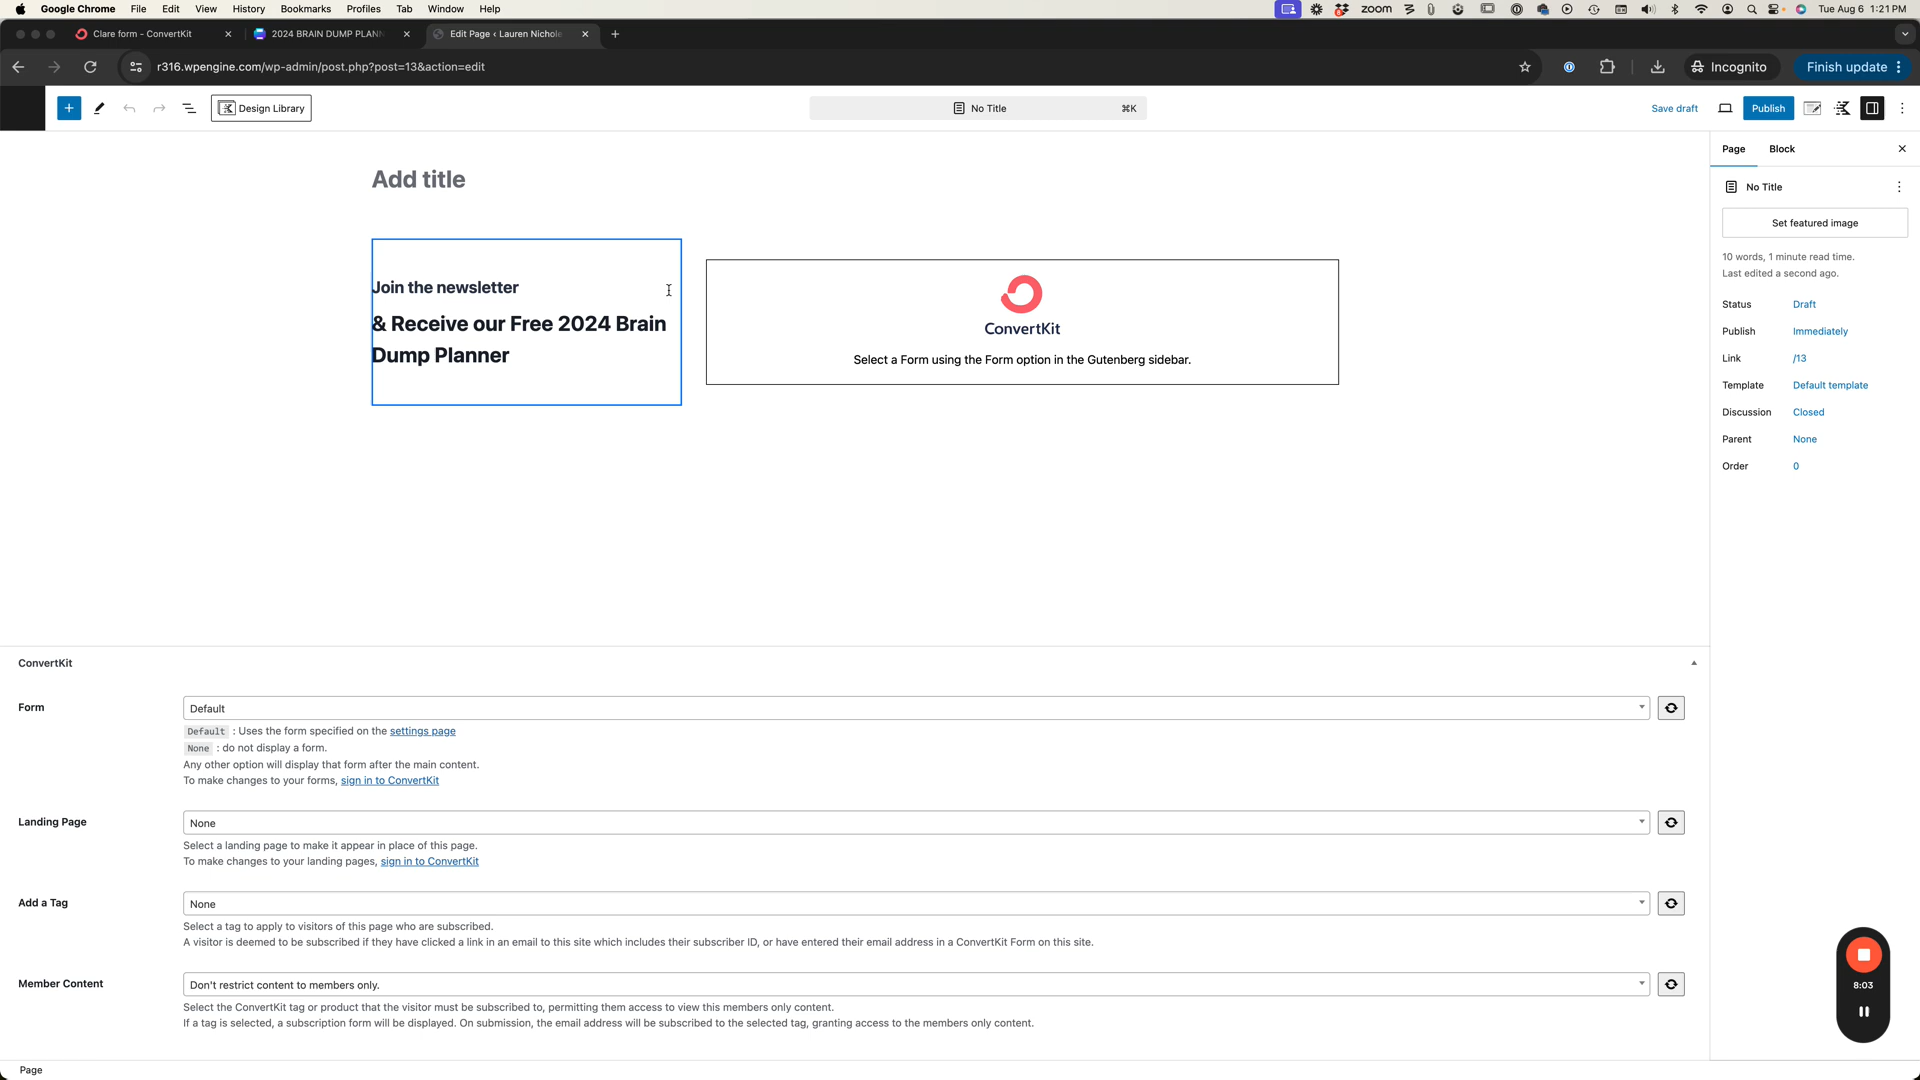 Google Chrome File Edit View History Bookmarks Profiles Tab Window Help zoom Tue Aug 6 1:21 PM
Clare form - ConvertKit 2024 BRAIN DUMP PLANN Edit Page ‹ Lauren Nichole
r316.wpengine.com/wp-admin/post.php?post=13&action=edit Incognito Finish update
Design Library No Title ⌘K Save draft Publish
Page Block
Add title
No Title
Set featured image
10 words, 1 minute read time.
Last edited a second ago.
Status Draft
Publish Immediately
Link /13
Template Default template
Discussion Closed
Parent None
Order 0
Join the newsletter
& Receive our Free 2024 Brain
Dump Planner
ConvertKit
Select a Form using the Form option in the Gutenberg sidebar.
ConvertKit
Form Default
Default : Uses the form specified on the settings page
None : do not display a form.
Any other option will display that form after the main content.
To make changes to your forms, sign in to ConvertKit
Landing Page None
Select a landing page to make it appear in place of this page.
To make changes to your landing pages, sign in to ConvertKit
Add a Tag None
Select a tag to apply to visitors of this page who are subscribed.
A visitor is deemed to be subscribed if they have clicked a link in an email to this site which includes their subscriber ID, or have entered their email address in a ConvertKit Form on this site.
Member Content Don't restrict content to members only.
Select the ConvertKit tag or product that the visitor must be subscribed to, permitting them access to view this members only content.
If a tag is selected, a subscription form will be displayed. On submission, the email address will be subscribed to the selected tag, granting access to the members only content.
8:03
Page